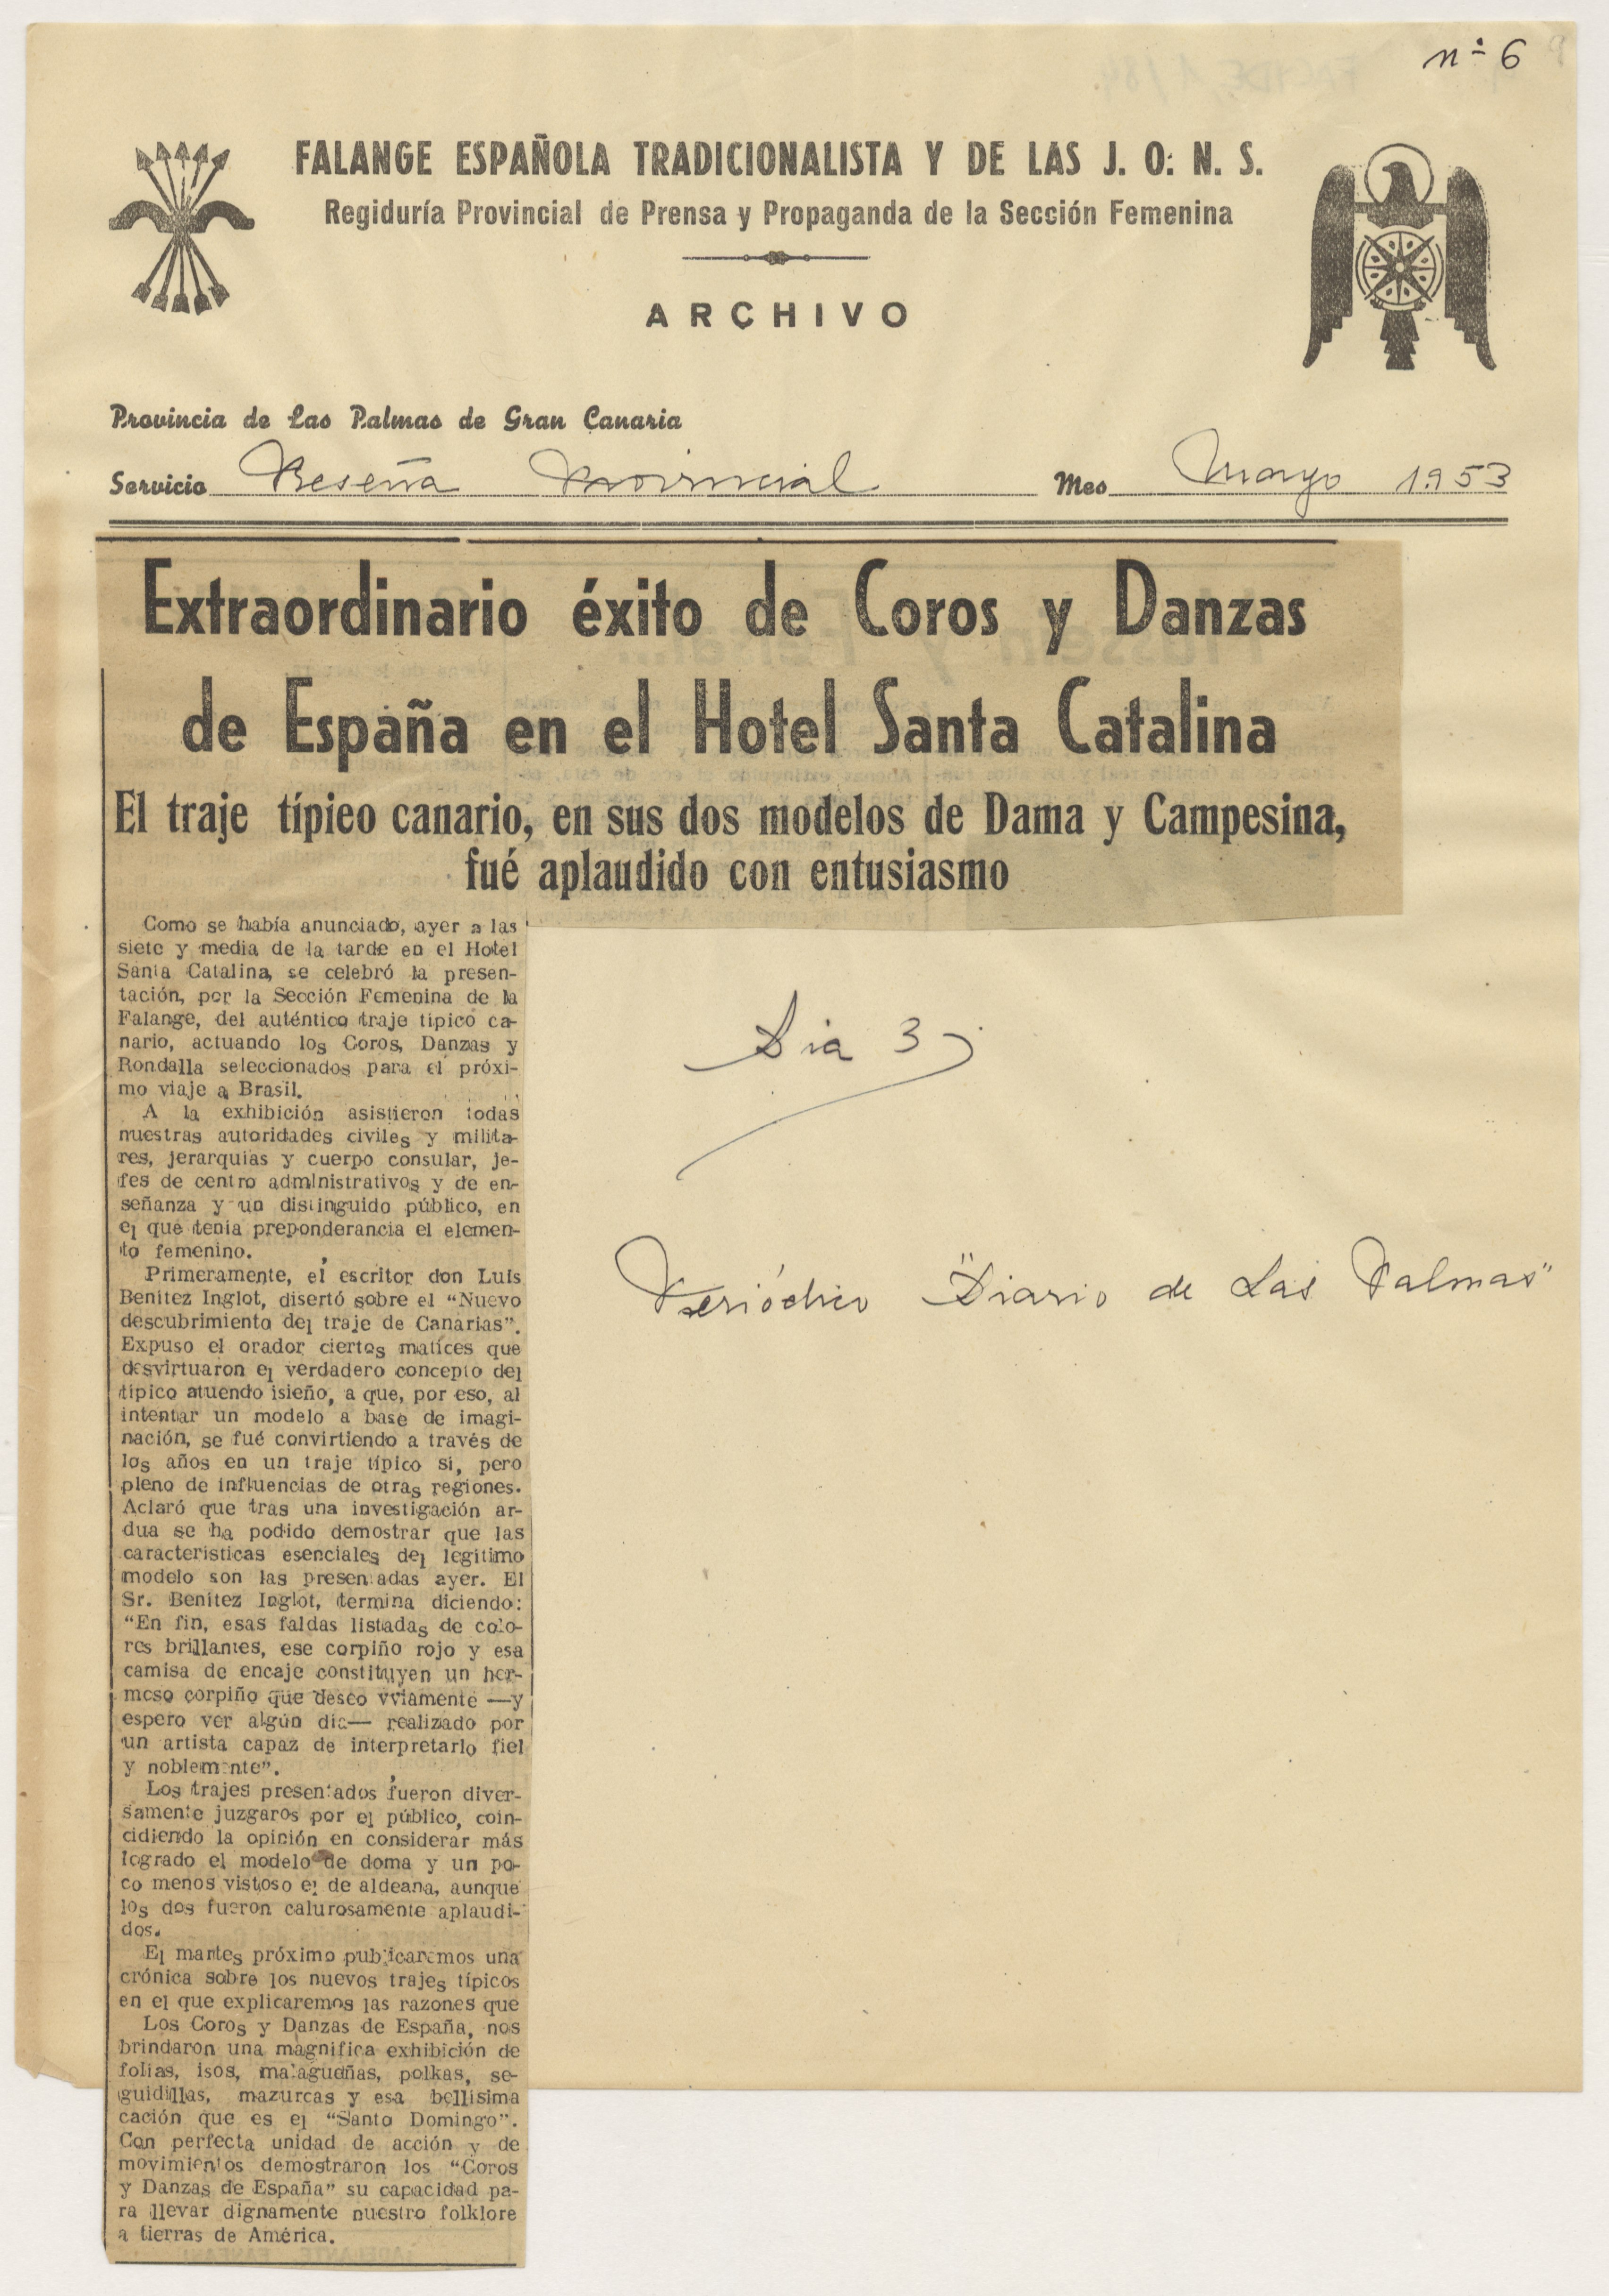 nº 6
FALANGE ESPAÑOLA TRADICIONALISTA Y DE LAS J. O: N. S.
Regiduría Provincial de Prensa y Propaganda de la Sección Femenina
ARCHIVO
Provincia de Las Palmas de Gran Canaria
Servicio Reseña Provincial Mes Mayo 1.953
Extraordinario éxito de Coros y Danzas
de España en el Hotel Santa Catalina
El traje típieo canario, en sus dos modelos de Dama y Campesina,
fué aplaudido con entusiasmo
Como se había anunciado, ayer a las
siete y media de la tarde en el Hotel
Santa Catalina, se celebró la presen-
tación, por la Sección Femenina de la
Falange, del auténtico traje tipico ca-
nario, actuando los Coros, Danzas y
Rondalla seleccionados para el próxi-
mo viaje a Brasil.
A la exhibición asistieron todas
nuestras autoridades civiles y milita-
res, jerarquias y cuerpo consular, je-
fes de centro administrativos y de en-
señanza y un distinguido público, en
el que tenia preponderancia el elemen-
to femenino.
Primeramente, el escritor don Luis
Benitez Inglot, disertó sobre el "Nuevo
descubrimiento del traje de Canarias".
Expuso el orador ciertos matices que
desvirtuaron el verdadero concepto del
típico atuendo isieño, a que, por eso, al
intentar un modelo a base de imagi-
nación, se fué convirtiendo a través de
los años en un traje típico si, pero
pleno de influencias de otras regiones.
Aclaró que tras una investigación ar-
dua se ha podido demostrar que las
caracteristicas esenciales del legitimo
modelo son las presentadas ayer. El
Sr. Benítez Inglot, termina diciendo:
"En fin, esas faldas listadas de colo-
res brillantes, ese corpiño rojo y esa
camisa de encaje constituyen un her-
moso corpiño que deseo vviamente —y
espero ver algún dia— realizado por
un artista capaz de interpretarlo fiel
y noblemente".
Los trajes presentados fueron diver-
samente juzgaros por el público, coin-
cidiendo la opinión en considerar más
logrado el modelo de doma y un po-
co menos vistoso el de aldeana, aunque
los dos fueron calurosamente aplaudi-
dos.
El martes próximo publicaremos una
crónica sobre los nuevos trajes típicos
en el que explicaremos las razones que
Los Coros y Danzas de España, nos
brindaron una magnifica exhibición de
folias, isos, malagueñas, polkas, se-
guidillas, mazurcas y esa bellisima
cación que es el "Santo Domingo".
Con perfecta unidad de acción y de
movimientos demostraron los "Coros
y Danzas de España" su capacidad pa-
ra llevar dignamente nuestro folklore
a tierras de América.
Dia 3
Periódico "Diario de Las Palmas"